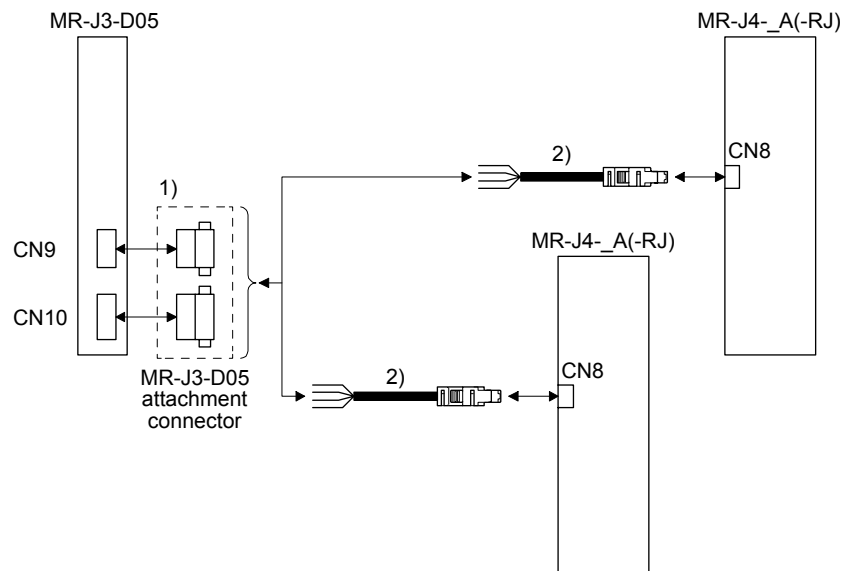 MR-J3-D05
MR-J4-_A(-RJ)
2)
CN8
1)
MR-J4-_A(-RJ)
CN9
CN10
2)
CN8
MR-J3-D05
attachment
connector